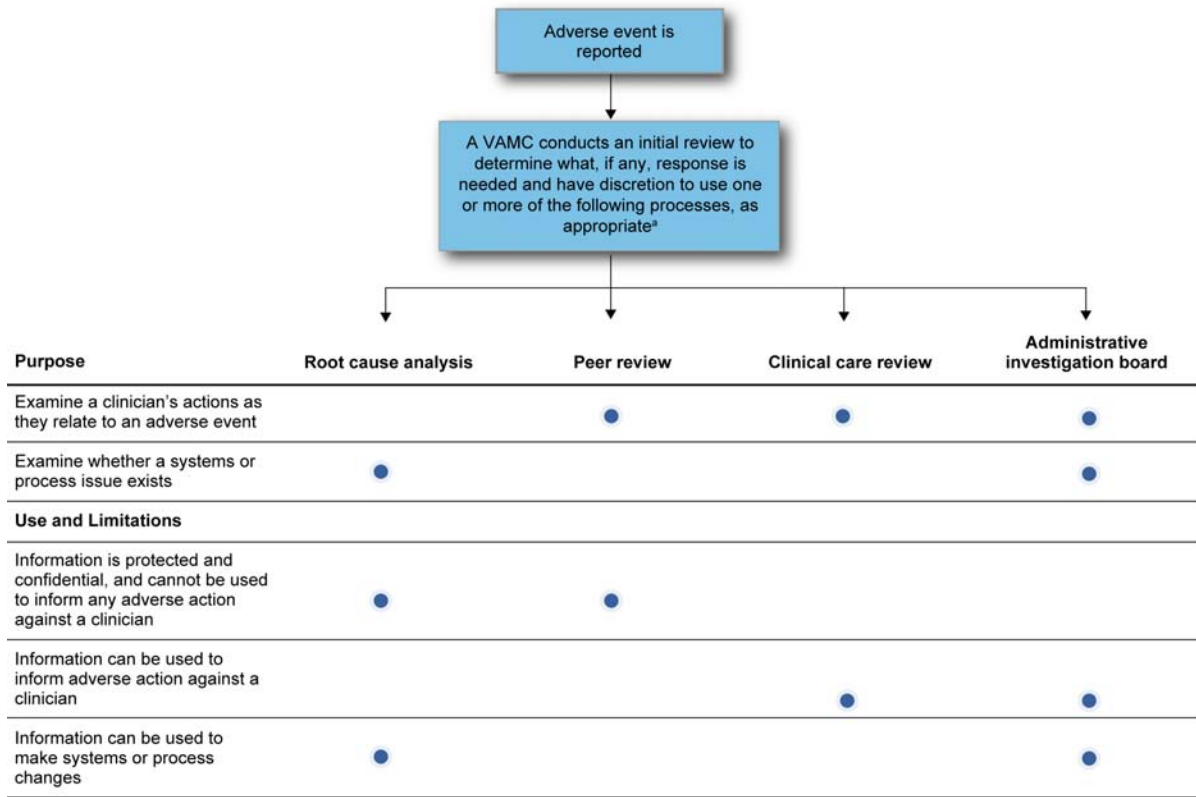 Adverse event is
reported
A VAMC conducts an initial review to
determine what, if any, response is
needed and have discretion to use one
or more of the following processes, as
appropriateᵃ
Purpose
Root cause analysis
Peer review
Clinical care review
Administrative
investigation board
Examine a clinician's actions as
they relate to an adverse event
Examine whether a systems or
process issue exists
Use and Limitations
Information is protected and
confidential, and cannot be used
to inform any adverse action
against a clinician
Information can be used to
inform adverse action against a
clinician
Information can be used to
make systems or process
changes